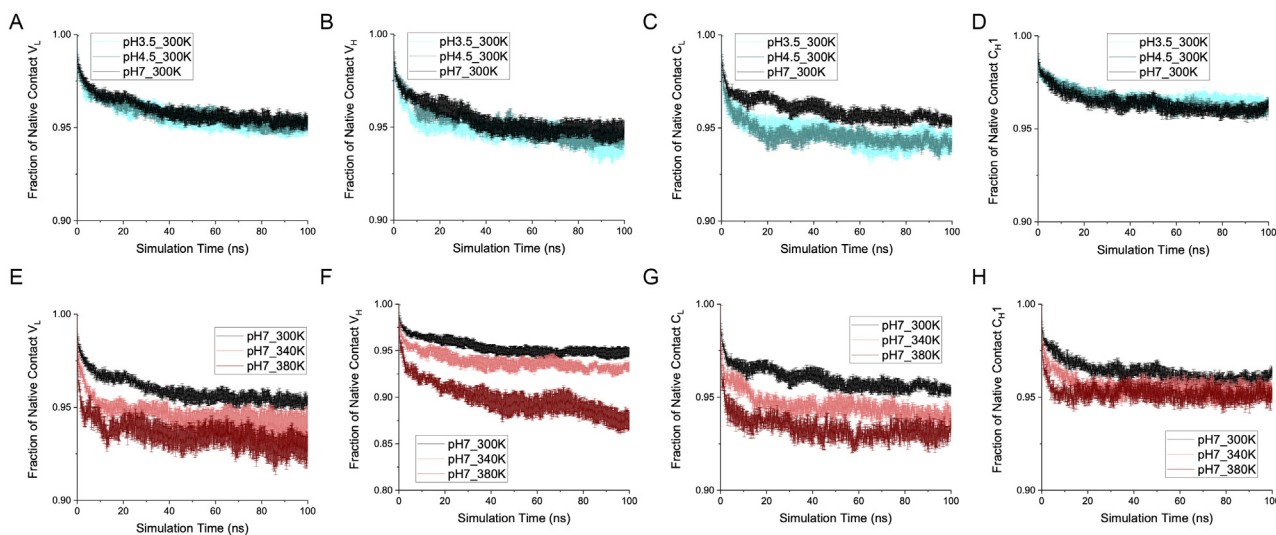 A
Fraction of Native Contact VL
1.00
0.95
0.90
pH3.5_300K
pH4.5_300K
pH7_300K
0 20 40 60 80 100
Simulation Time (ns)
B
Fraction of Native Contact VH
1.00
0.95
0.90
pH3.5_300K
pH4.5_300K
pH7_300K
0 20 40 60 80 100
Simulation Time (ns)
C
Fraction of Native Contact CL
1.00
0.95
0.90
pH3.5_300K
pH4.5_300K
pH7_300K
0 20 40 60 80 100
Simulation Time (ns)
D
Fraction of Native Contact CH1
1.00
0.95
0.90
pH3.5_300K
pH4.5_300K
pH7_300K
0 20 40 60 80 100
Simulation Time (ns)
E
Fraction of Native Contact VL
1.00
0.95
0.90
pH7_300K
pH7_340K
pH7_380K
0 20 40 60 80 100
Simulation Time (ns)
F
Fraction of Native Contact VH
1.00
0.95
0.90
0.85
0.80
pH7_300K
pH7_340K
pH7_380K
0 20 40 60 80 100
Simulation Time (ns)
G
Fraction of Native Contact CL
1.00
0.95
0.90
pH7_300K
pH7_340K
pH7_380K
0 20 40 60 80 100
Simulation Time (ns)
H
Fraction of Native Contact CH1
1.00
0.95
0.90
pH7_300K
pH7_340K
pH7_380K
0 20 40 60 80 100
Simulation Time (ns)